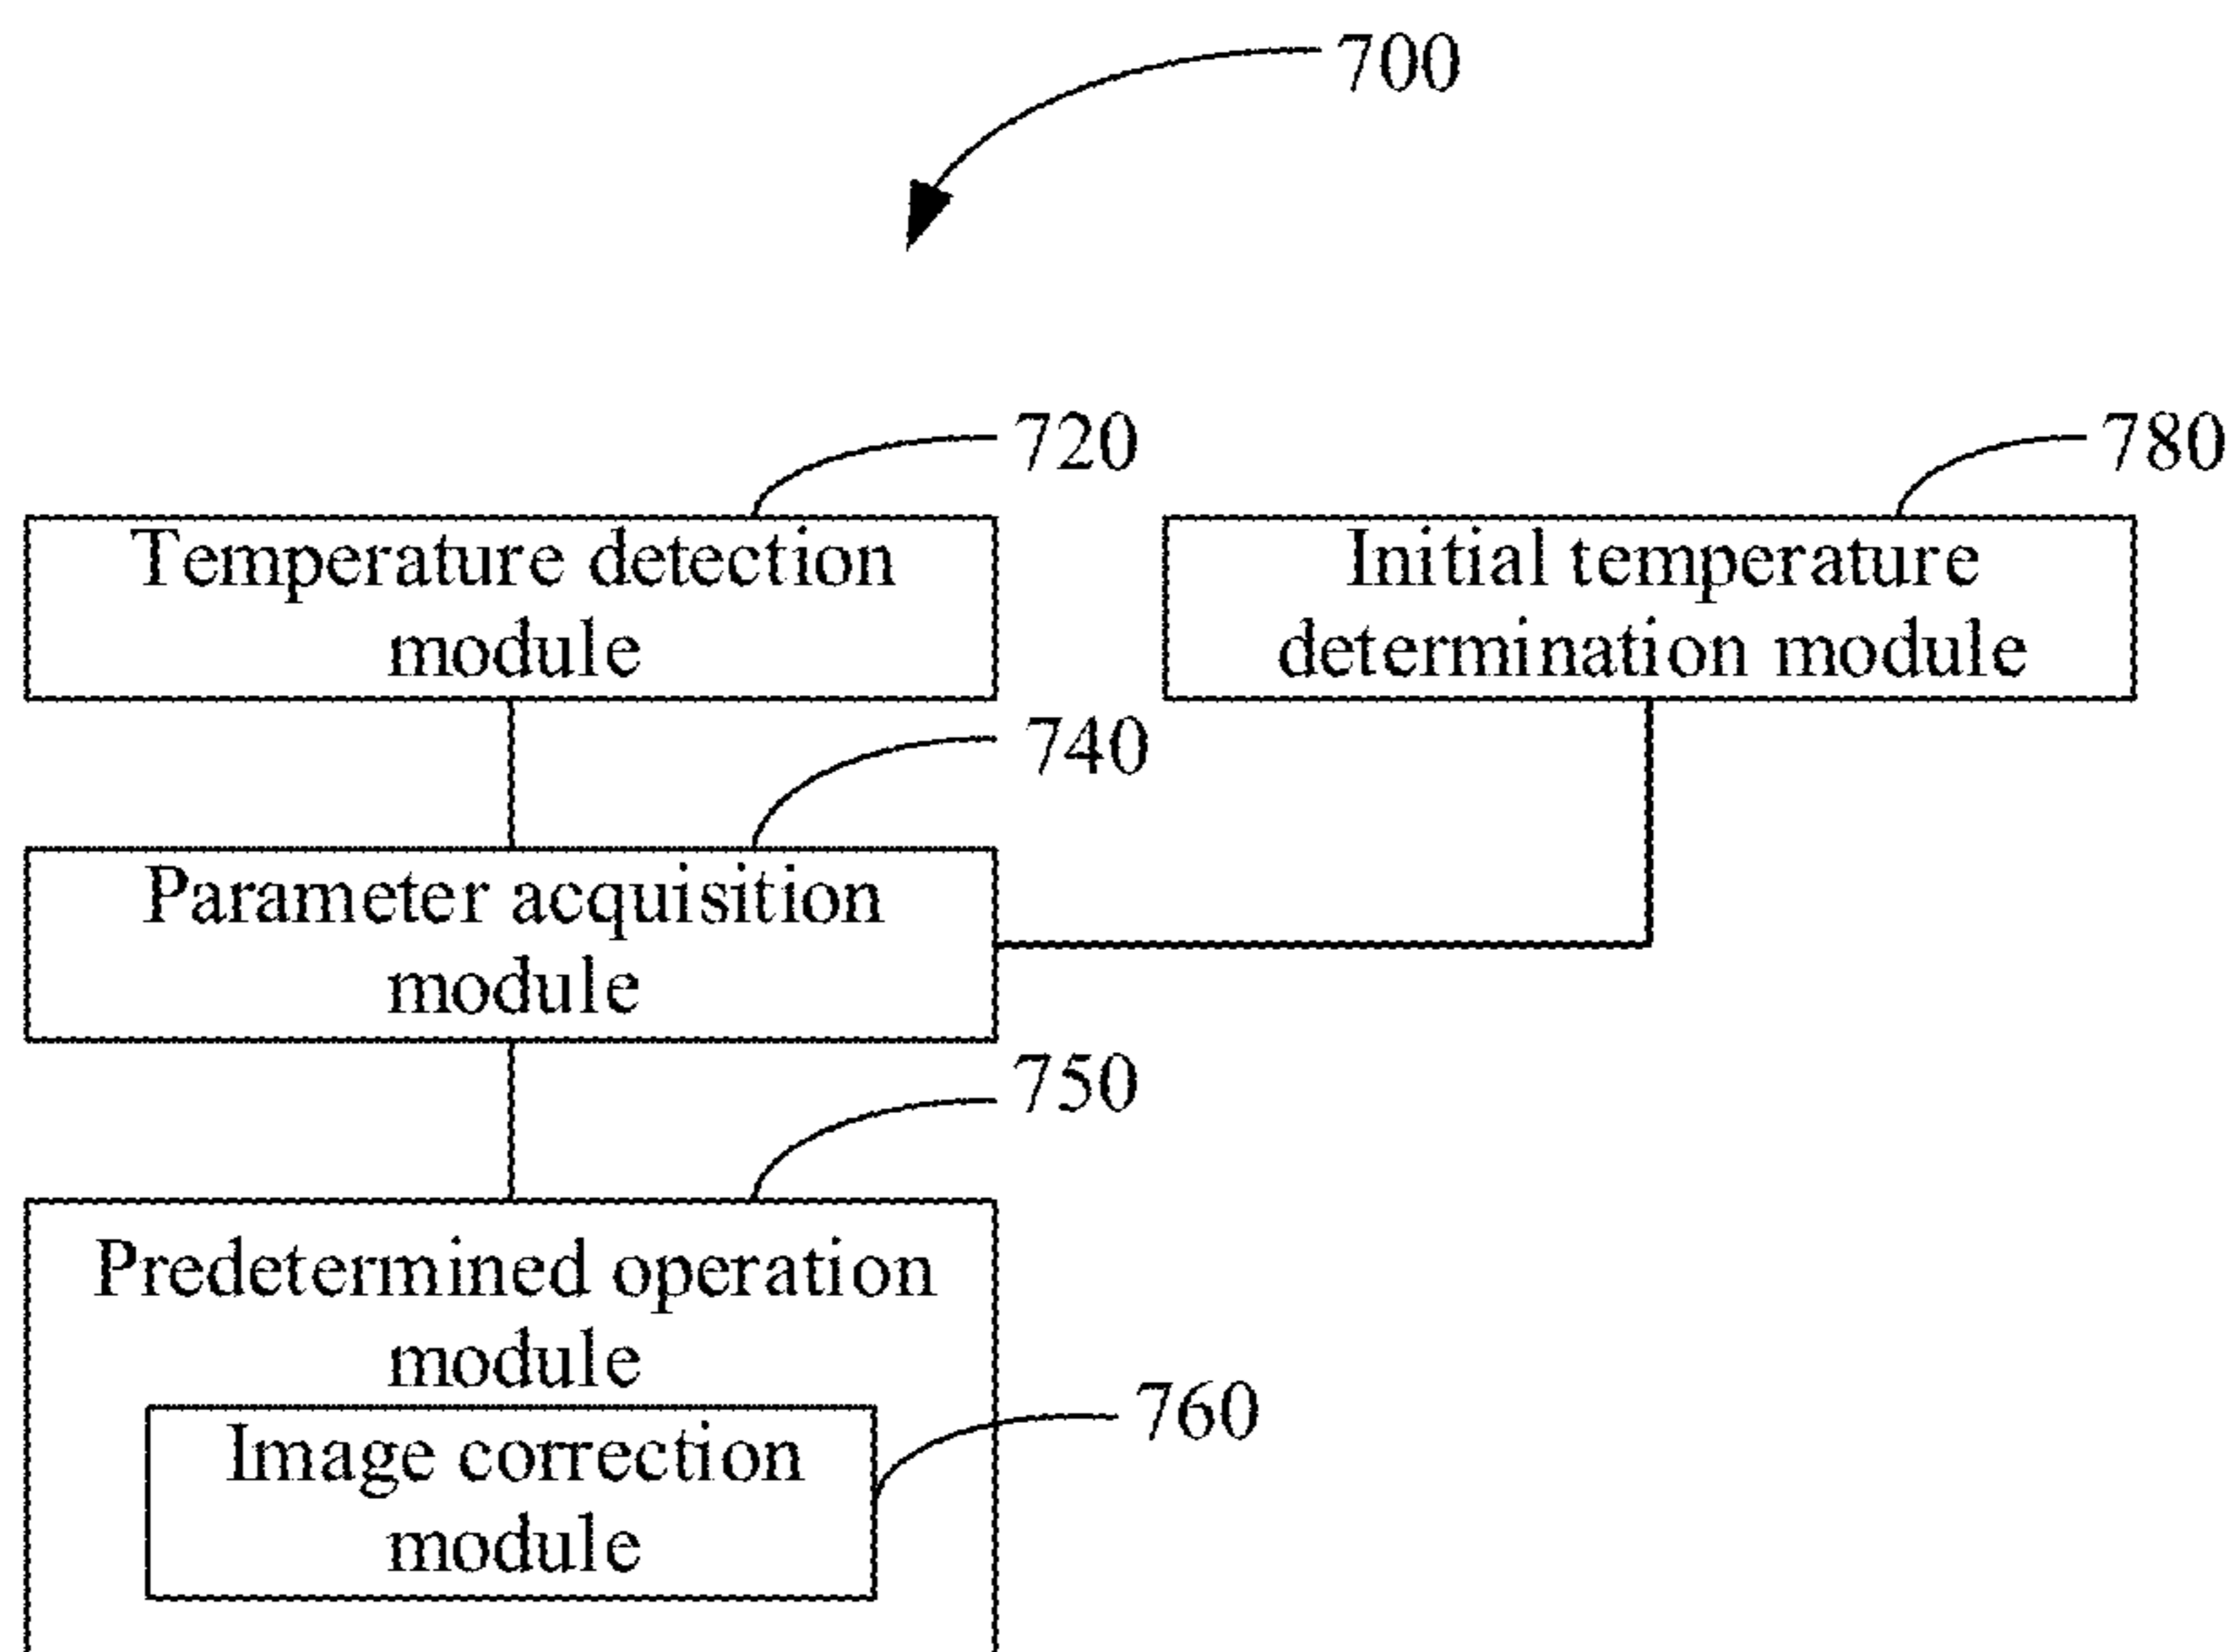 700
720
780
Temperature detection
module
Initial temperature
determination module
740
Parameter acquisition
module
750
Predetermined operation
module
760
Image correction
module